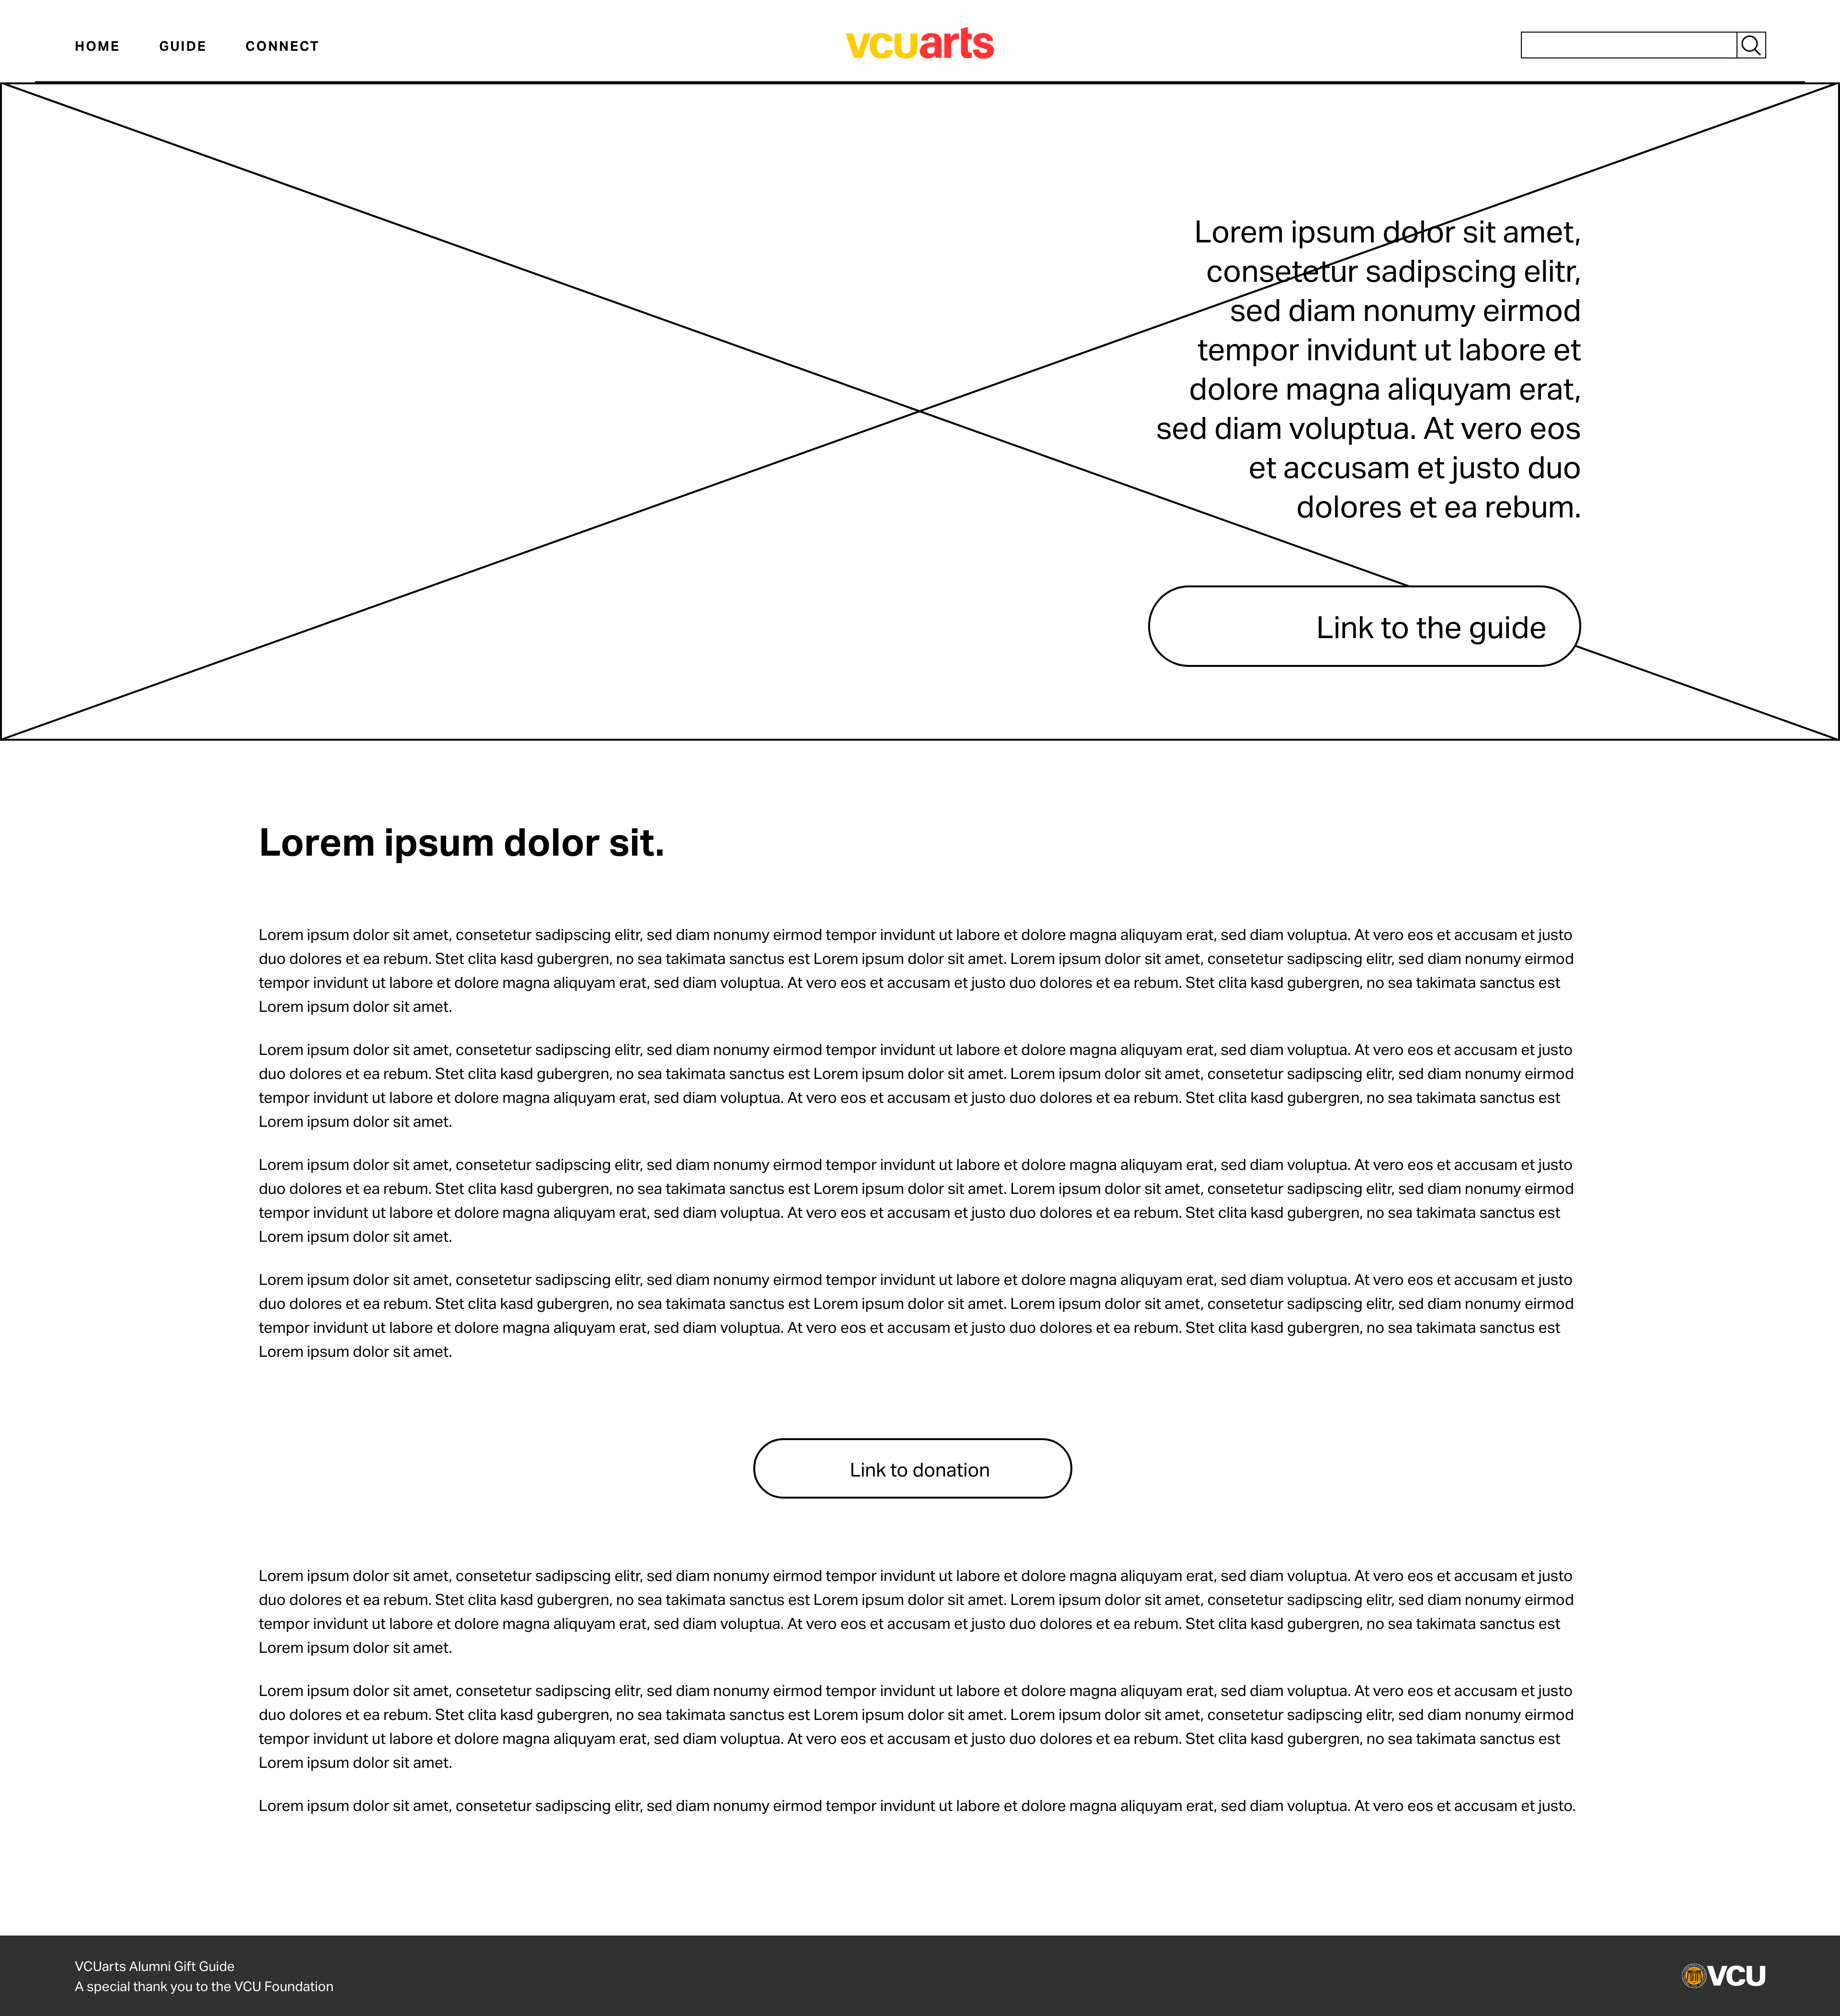 HOME GUIDE CONNECT
vcuarts
Lorem ipsum dolor sit amet,
consetetur sadipscing elitr,
sed diam nonumy eirmod
tempor invidunt ut labore et
dolore magna aliquyam erat,
sed diam voluptua. At vero eos
et accusam et justo duo
dolores et ea rebum.
Link to the guide
Lorem ipsum dolor sit.
Lorem ipsum dolor sit amet, consetetur sadipscing elitr, sed diam nonumy eirmod tempor invidunt ut labore et dolore magna aliquyam erat, sed diam voluptua. At vero eos et accusam et justo
duo dolores et ea rebum. Stet clita kasd gubergren, no sea takimata sanctus est Lorem ipsum dolor sit amet. Lorem ipsum dolor sit amet, consetetur sadipscing elitr, sed diam nonumy eirmod
tempor invidunt ut labore et dolore magna aliquyam erat, sed diam voluptua. At vero eos et accusam et justo duo dolores et ea rebum. Stet clita kasd gubergren, no sea takimata sanctus est
Lorem ipsum dolor sit amet.
Lorem ipsum dolor sit amet, consetetur sadipscing elitr, sed diam nonumy eirmod tempor invidunt ut labore et dolore magna aliquyam erat, sed diam voluptua. At vero eos et accusam et justo
duo dolores et ea rebum. Stet clita kasd gubergren, no sea takimata sanctus est Lorem ipsum dolor sit amet. Lorem ipsum dolor sit amet, consetetur sadipscing elitr, sed diam nonumy eirmod
tempor invidunt ut labore et dolore magna aliquyam erat, sed diam voluptua. At vero eos et accusam et justo duo dolores et ea rebum. Stet clita kasd gubergren, no sea takimata sanctus est
Lorem ipsum dolor sit amet.
Lorem ipsum dolor sit amet, consetetur sadipscing elitr, sed diam nonumy eirmod tempor invidunt ut labore et dolore magna aliquyam erat, sed diam voluptua. At vero eos et accusam et justo
duo dolores et ea rebum. Stet clita kasd gubergren, no sea takimata sanctus est Lorem ipsum dolor sit amet. Lorem ipsum dolor sit amet, consetetur sadipscing elitr, sed diam nonumy eirmod
tempor invidunt ut labore et dolore magna aliquyam erat, sed diam voluptua. At vero eos et accusam et justo duo dolores et ea rebum. Stet clita kasd gubergren, no sea takimata sanctus est
Lorem ipsum dolor sit amet.
Lorem ipsum dolor sit amet, consetetur sadipscing elitr, sed diam nonumy eirmod tempor invidunt ut labore et dolore magna aliquyam erat, sed diam voluptua. At vero eos et accusam et justo
duo dolores et ea rebum. Stet clita kasd gubergren, no sea takimata sanctus est Lorem ipsum dolor sit amet. Lorem ipsum dolor sit amet, consetetur sadipscing elitr, sed diam nonumy eirmod
tempor invidunt ut labore et dolore magna aliquyam erat, sed diam voluptua. At vero eos et accusam et justo duo dolores et ea rebum. Stet clita kasd gubergren, no sea takimata sanctus est
Lorem ipsum dolor sit amet.
Link to donation
Lorem ipsum dolor sit amet, consetetur sadipscing elitr, sed diam nonumy eirmod tempor invidunt ut labore et dolore magna aliquyam erat, sed diam voluptua. At vero eos et accusam et justo
duo dolores et ea rebum. Stet clita kasd gubergren, no sea takimata sanctus est Lorem ipsum dolor sit amet. Lorem ipsum dolor sit amet, consetetur sadipscing elitr, sed diam nonumy eirmod
tempor invidunt ut labore et dolore magna aliquyam erat, sed diam voluptua. At vero eos et accusam et justo duo dolores et ea rebum. Stet clita kasd gubergren, no sea takimata sanctus est
Lorem ipsum dolor sit amet.
Lorem ipsum dolor sit amet, consetetur sadipscing elitr, sed diam nonumy eirmod tempor invidunt ut labore et dolore magna aliquyam erat, sed diam voluptua. At vero eos et accusam et justo
duo dolores et ea rebum. Stet clita kasd gubergren, no sea takimata sanctus est Lorem ipsum dolor sit amet. Lorem ipsum dolor sit amet, consetetur sadipscing elitr, sed diam nonumy eirmod
tempor invidunt ut labore et dolore magna aliquyam erat, sed diam voluptua. At vero eos et accusam et justo duo dolores et ea rebum. Stet clita kasd gubergren, no sea takimata sanctus est
Lorem ipsum dolor sit amet.
Lorem ipsum dolor sit amet, consetetur sadipscing elitr, sed diam nonumy eirmod tempor invidunt ut labore et dolore magna aliquyam erat, sed diam voluptua. At vero eos et accusam et justo.
VCUarts Alumni Gift Guide
A special thank you to the VCU Foundation
VCU